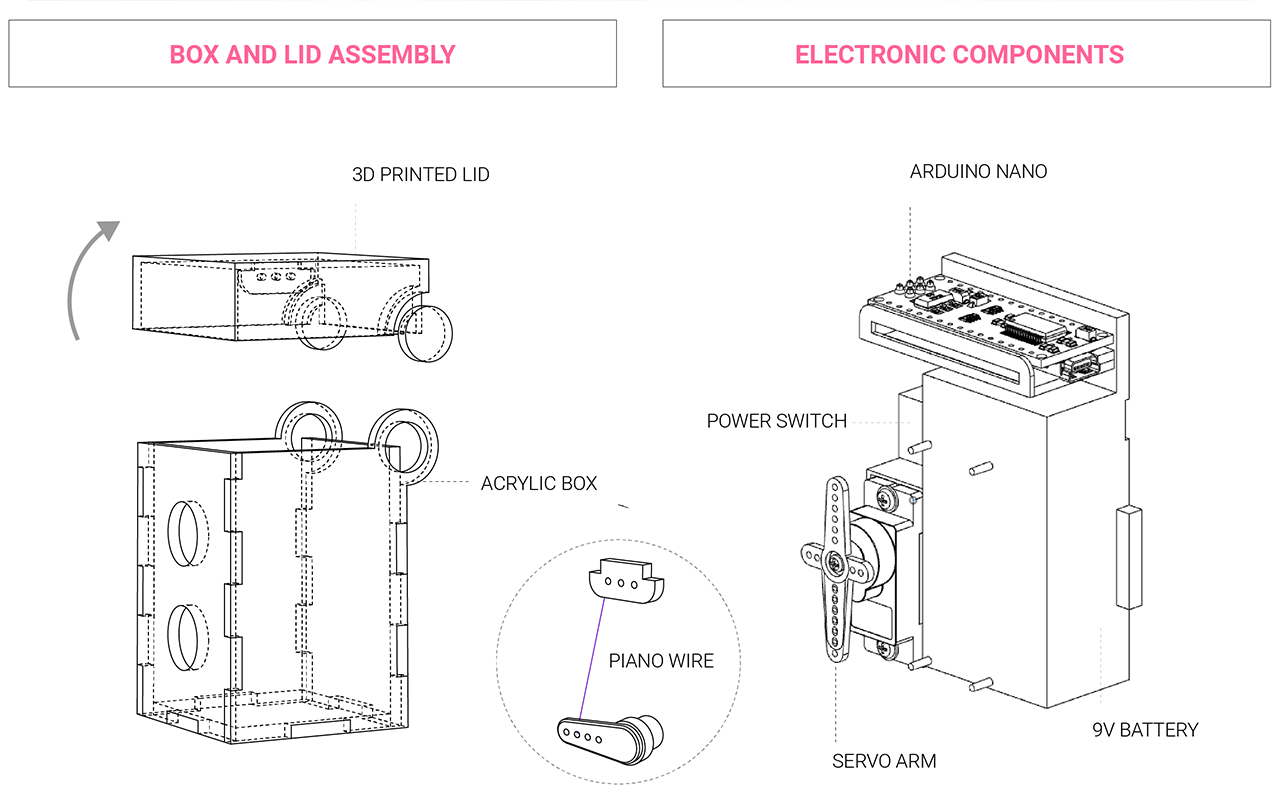 BOX AND LID ASSEMBLY
ELECTRONIC COMPONENTS
3D PRINTED LID
ARDUINO NANO
POWER SWITCH
ACRYLIC BOX
PIANO WIRE
9V BATTERY
SERVO ARM